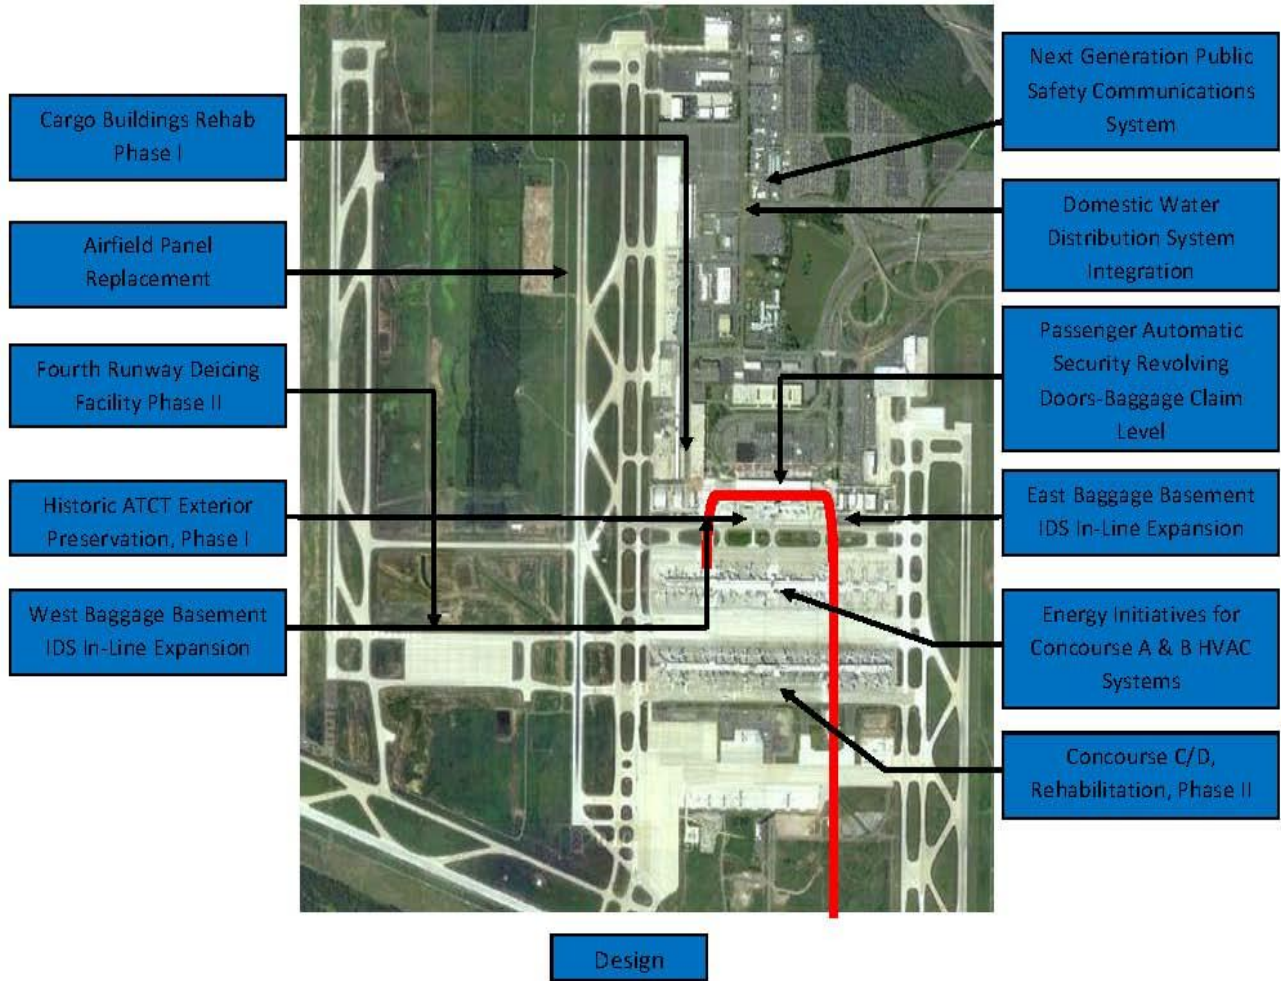 Cargo Buildings Rehab
Phase I
Airfield Panel
Replacement
Fourth Runway Deicing
Facility Phase II
Historic ATCT Exterior
Preservation, Phase I
West Baggage Basement
IDS In-Line Expansion
Next Generation Public
Safety Communications
System
Domestic Water
Distribution System
Integration
Passenger Automatic
Security Revolving
Doors-Baggage Claim
Level
East Baggage Basement
IDS In-Line Expansion
Energy Initiatives for
Concourse A & B HVAC
Systems
Concourse C/D,
Rehabilitation, Phase II
Design